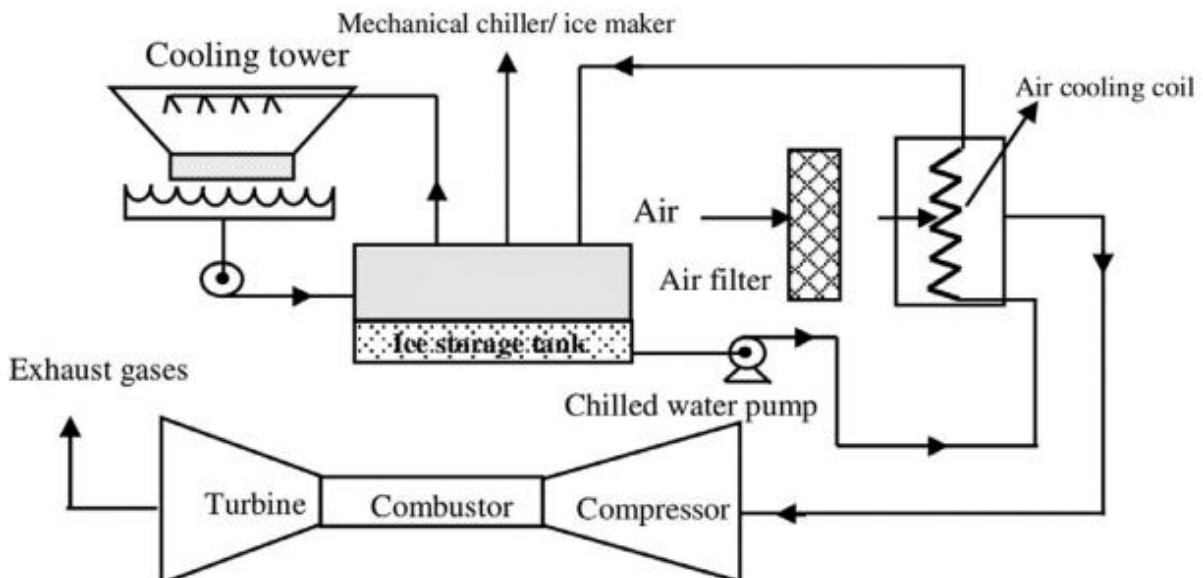 Mechanical chiller/ ice maker
Cooling tower
Air cooling coil
Air
Air filter
Ice storage tank
Exhaust gases
Chilled water pump
Turbine
Combustor
Compressor